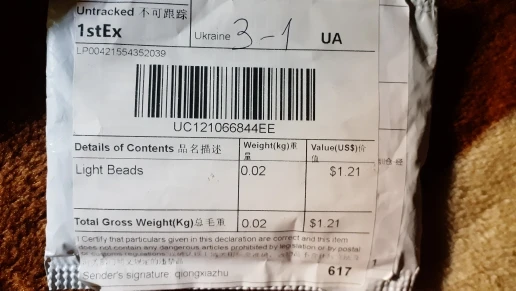 Untracked 不可跟踪
1stEx
Ukraine 3-1 UA
LP00421554352039
UC121066844EE
Details of Contents 品名描述 Weight(kg)重量 Value(US$)价值
Light Beads 0.02 $1.21
Total Gross Weight(Kg)总毛重 0.02 $1.21
I Certify that particulars given in this declaration are correct and this item
does not contain any dangerous articles prohibited by legislation or by postal
Sender's signature: qiongxiazhu 617